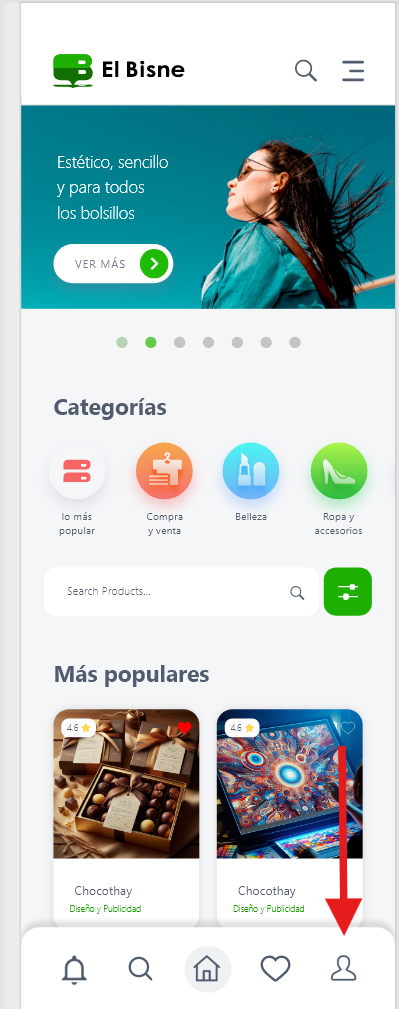 El Bisne
Estético, sencillo
y para todos
los bolsillos
VER MÁS
Categorías
lo más
popular
Compra
y venta
Belleza
Ropa y
accesorios
Search Products...
Más populares
4.6
4.6
Chocothay
Diseño y Publicidad
Chocothay
Diseño y Publicidad